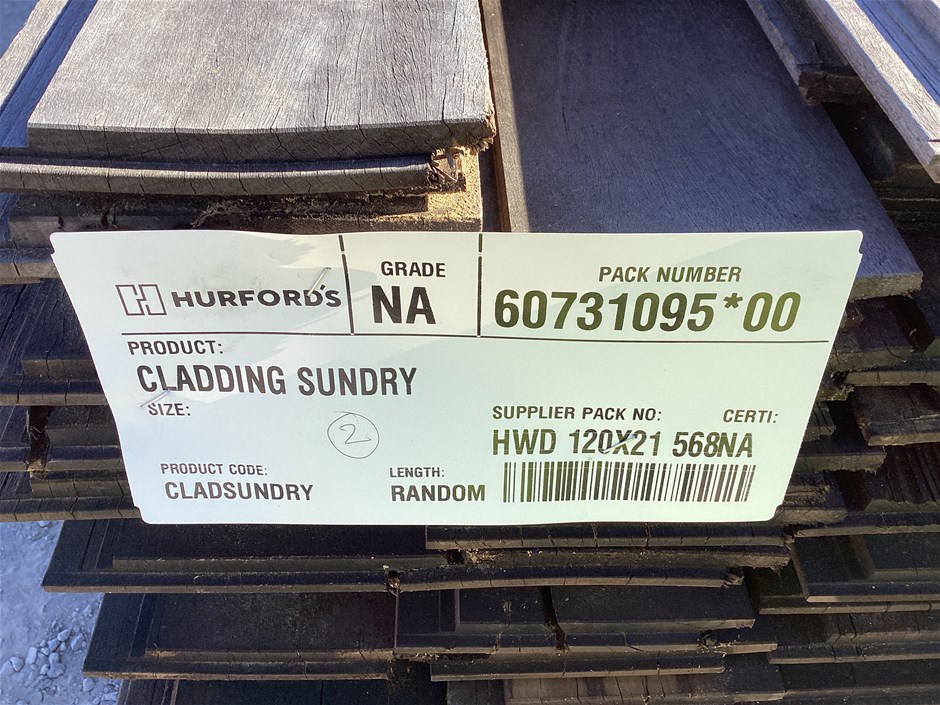 HURFORD'S
GRADE
NA
PACK NUMBER
60731095*00
PRODUCT:
CLADDING SUNDRY
SIZE:
2
SUPPLIER PACK NO:
CERTI:
HWD 120X21 568NA
PRODUCT CODE:
CLADSUNDRY
LENGTH:
RANDOM